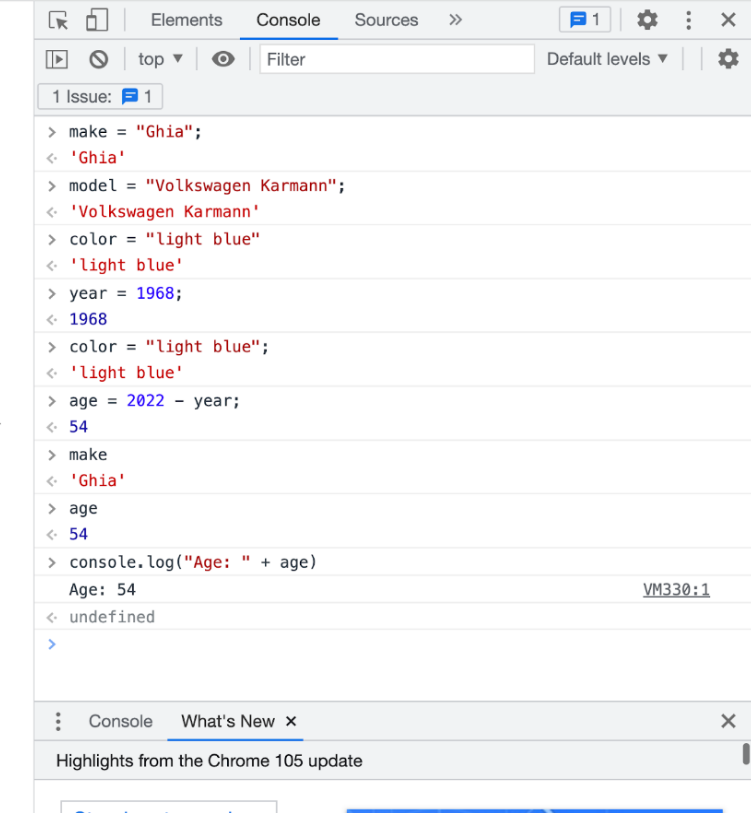 Elements Console Sources » 1
top ▼ Filter Default levels ▼
1 Issue: 1
> make = "Ghia";
<· 'Ghia'
> model = "Volkswagen Karmann";
<· 'Volkswagen Karmann'
> color = "light blue"
<· 'light blue'
> year = 1968;
<· 1968
> color = "light blue";
<· 'light blue'
> age = 2022 - year;
<· 54
> make
<· 'Ghia'
> age
<· 54
> console.log("Age: " + age)
Age: 54 VM330:1
<· undefined
>
Console What's New ×
Highlights from the Chrome 105 update